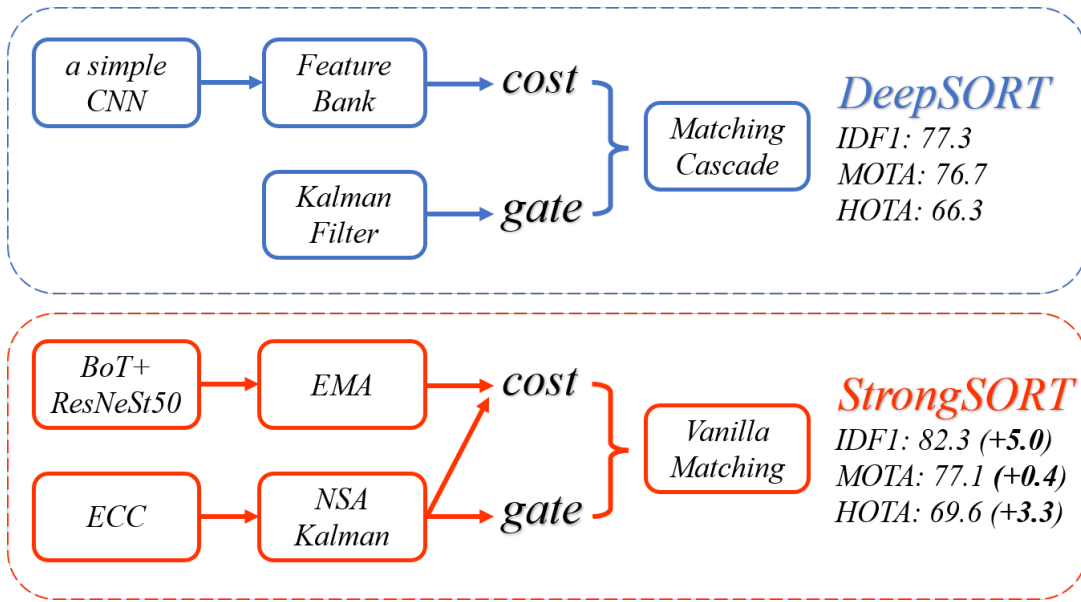 a simple
CNN
Feature
Bank
cost
Kalman
Filter
gate
Matching
Cascade
DeepSORT
IDF1: 77.3
MOTA: 76.7
HOTA: 66.3
BoT+
ResNeSt50
EMA
cost
ECC
NSA
Kalman
gate
Vanilla
Matching
StrongSORT
IDF1: 82.3 (+5.0)
MOTA: 77.1 (+0.4)
HOTA: 69.6 (+3.3)